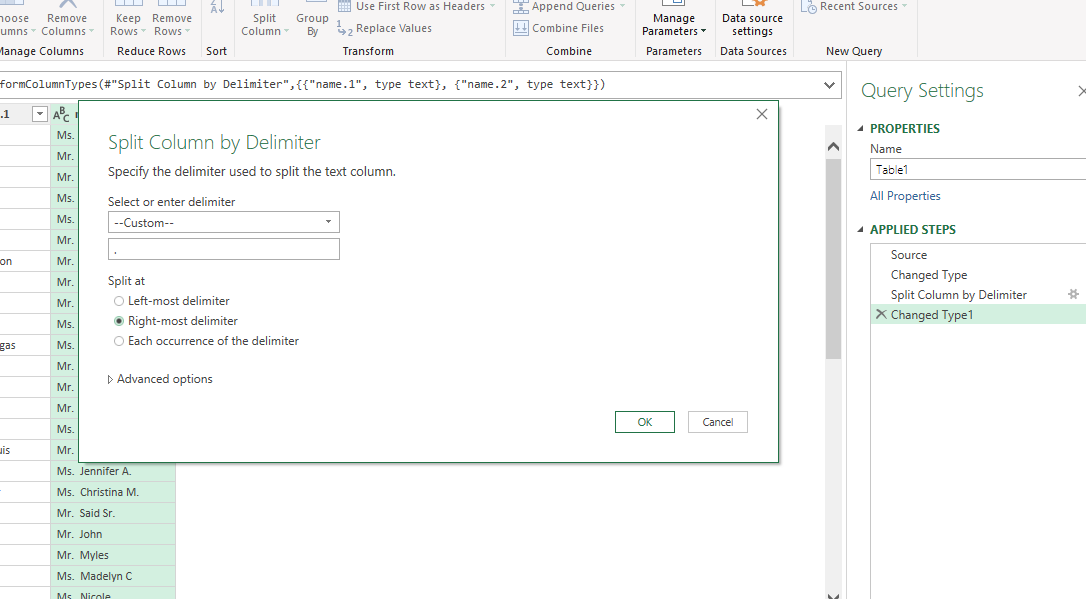 Remove
Columns
Keep
Rows
Remove
Rows
Manage Columns
Reduce Rows
Sort
Split
Column
Group
By
Use First Row as Headers
Replace Values
Transform
Append Queries
Combine Files
Combine
Manage
Parameters
Parameters
Data source
settings
Data Sources
Recent Sources
New Query
formColumnTypes(#"Split Column by Delimiter",{{"name.1", type text}, {"name.2", type text}})
.1
Ms.
Mr.
Mr.
Ms.
Ms.
Mr.
on Mr.
Mr.
Mr.
Ms.
gas Ms.
Mr.
Mr.
Mr.
Ms.
uis Mr.
Ms. Jennifer A.
Ms. Christina M.
Mr. Said Sr.
Mr. John
Mr. Myles
Ms. Madelyn C
Ms. Nicole
Split Column by Delimiter
Specify the delimiter used to split the text column.
Select or enter delimiter
--Custom--
.
Split at
Left-most delimiter
Right-most delimiter
Each occurrence of the delimiter
Advanced options
OK
Cancel
Query Settings
PROPERTIES
Name
Table1
All Properties
APPLIED STEPS
Source
Changed Type
Split Column by Delimiter
Changed Type1